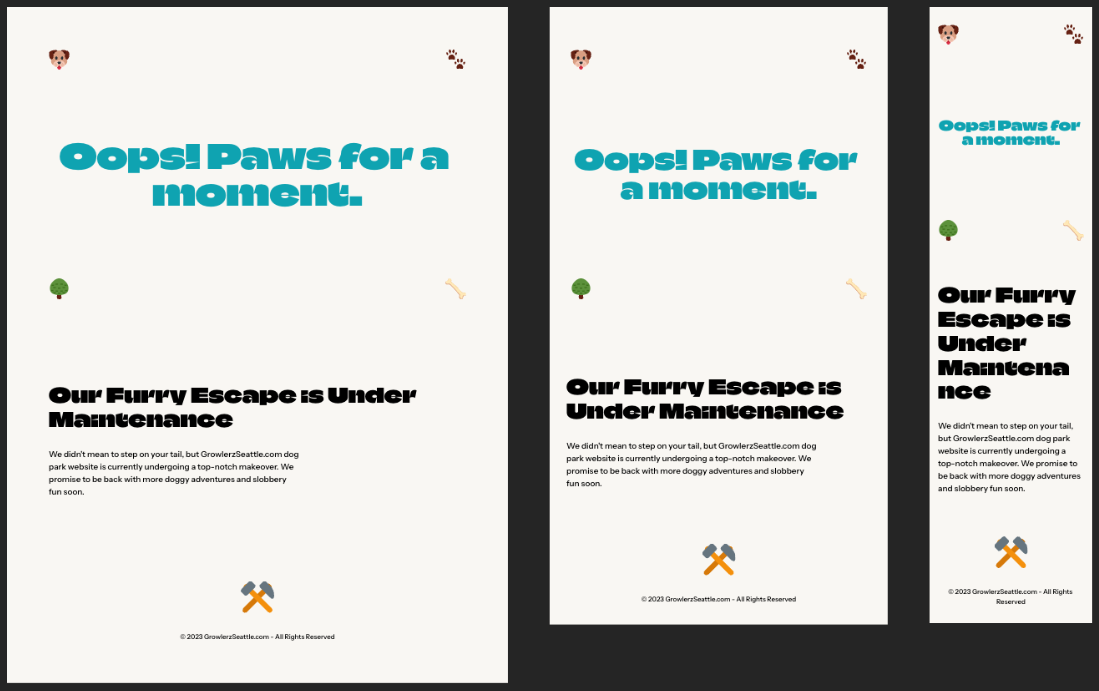 Oops! Paws for a
moment.
Our Furry Escape is Under
Maintenance
We didn't mean to step on your tail, but GrowlerzSeattle.com dog
park website is currently undergoing a top-notch makeover. We
promise to be back with more doggy adventures and slobbery
fun soon.
© 2023 GrowlerzSeattle.com - All Rights Reserved
Oops! Paws for
a moment.
Our Furry Escape is
Under Maintenance
We didn't mean to step on your tail, but GrowlerzSeattle.com dog
park website is currently undergoing a top-notch makeover. We
promise to be back with more doggy adventures and slobbery
fun soon.
© 2023 GrowlerzSeattle.com - All Rights Reserved
Oops! Paws for
a moment.
Our Furry
Escape is
Under
Maintena
nce
We didn't mean to step on your tail,
but GrowlerzSeattle.com dog park
website is currently undergoing a
top-notch makeover. We promise to
be back with more doggy adventures
and slobbery fun soon.
© 2023 GrowlerzSeattle.com - All Rights
Reserved